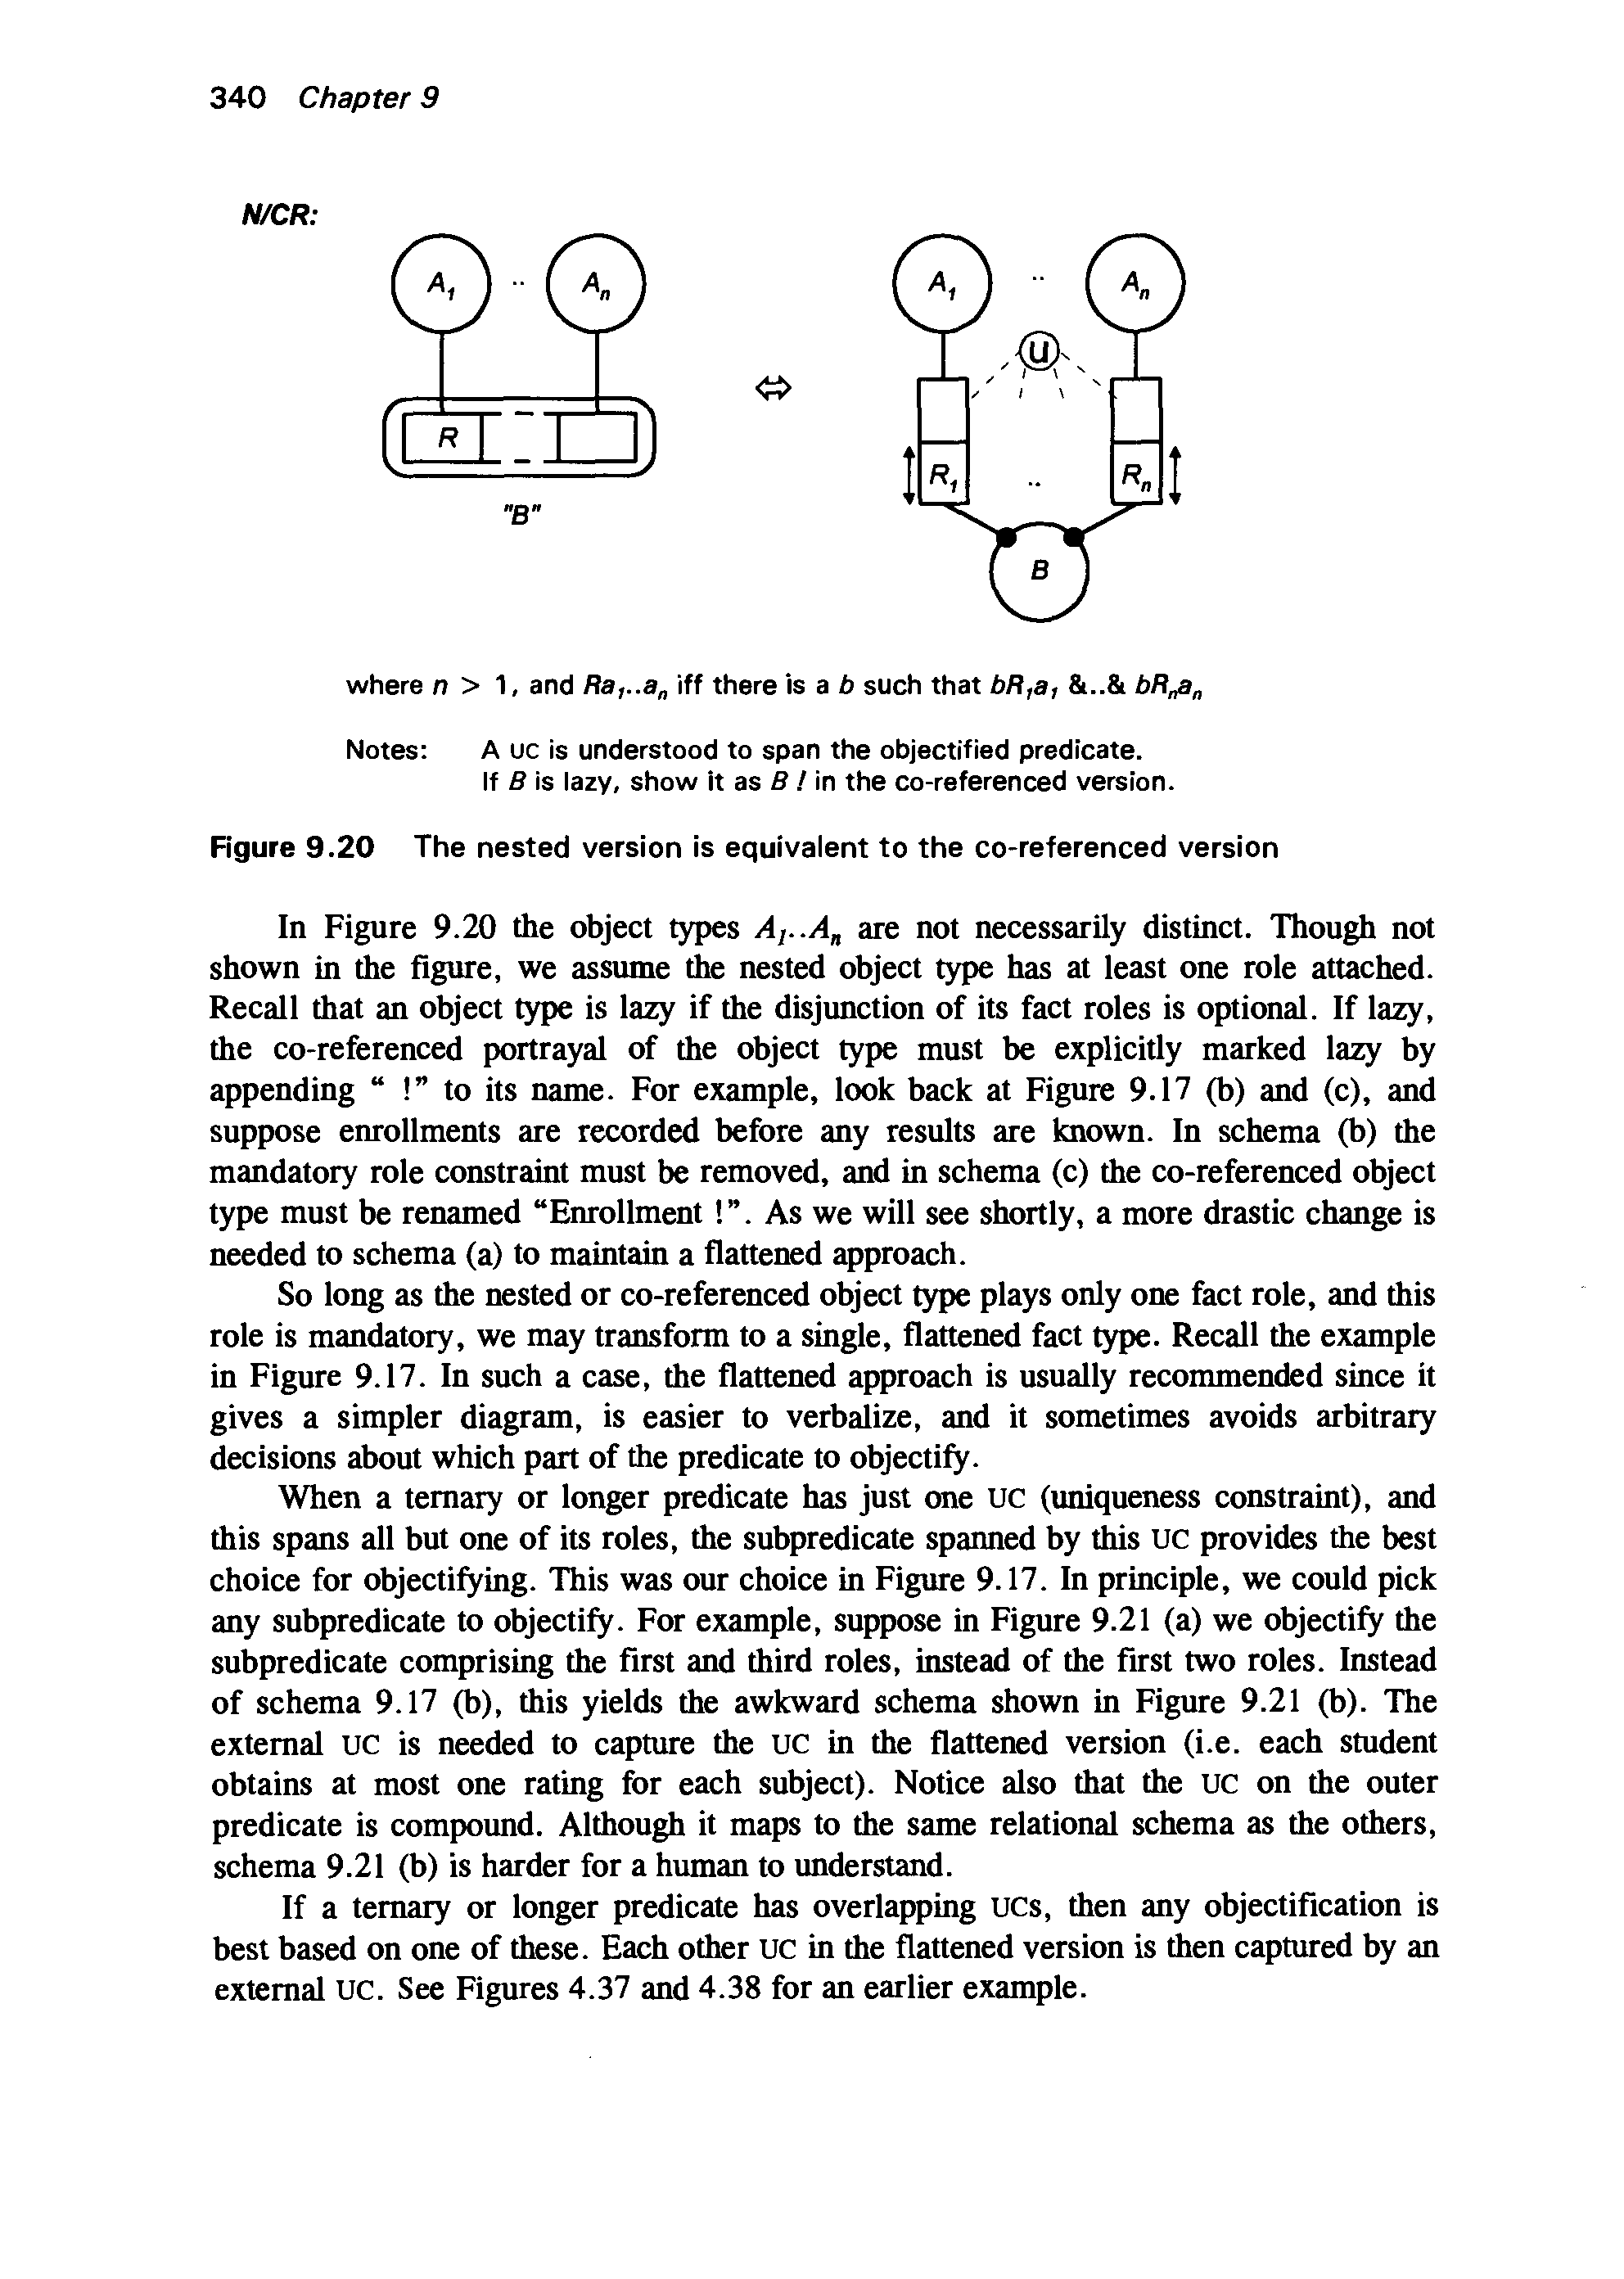 340 Chapter 9
N/CR:
A1 .. An
A1 .. An
U
R
R1 .. Rn
"B"
B
where n > 1, and Ra1..an iff there is a b such that bR1a1 &..& bRnan
Notes: A UC is understood to span the objectified predicate.
If B is lazy, show it as B ! in the co-referenced version.
Figure 9.20 The nested version is equivalent to the co-referenced version
In Figure 9.20 the object types A1..An are not necessarily distinct. Though not
shown in the figure, we assume the nested object type has at least one role attached.
Recall that an object type is lazy if the disjunction of its fact roles is optional. If lazy,
the co-referenced portrayal of the object type must be explicitly marked lazy by
appending “ !” to its name. For example, look back at Figure 9.17 (b) and (c), and
suppose enrollments are recorded before any results are known. In schema (b) the
mandatory role constraint must be removed, and in schema (c) the co-referenced object
type must be renamed “Enrollment !”. As we will see shortly, a more drastic change is
needed to schema (a) to maintain a flattened approach.
So long as the nested or co-referenced object type plays only one fact role, and this
role is mandatory, we may transform to a single, flattened fact type. Recall the example
in Figure 9.17. In such a case, the flattened approach is usually recommended since it
gives a simpler diagram, is easier to verbalize, and it sometimes avoids arbitrary
decisions about which part of the predicate to objectify.
When a ternary or longer predicate has just one UC (uniqueness constraint), and
this spans all but one of its roles, the subpredicate spanned by this UC provides the best
choice for objectifying. This was our choice in Figure 9.17. In principle, we could pick
any subpredicate to objectify. For example, suppose in Figure 9.21 (a) we objectify the
subpredicate comprising the first and third roles, instead of the first two roles. Instead
of schema 9.17 (b), this yields the awkward schema shown in Figure 9.21 (b). The
external UC is needed to capture the UC in the flattened version (i.e. each student
obtains at most one rating for each subject). Notice also that the UC on the outer
predicate is compound. Although it maps to the same relational schema as the others,
schema 9.21 (b) is harder for a human to understand.
If a ternary or longer predicate has overlapping UCs, then any objectification is
best based on one of these. Each other UC in the flattened version is then captured by an
external UC. See Figures 4.37 and 4.38 for an earlier example.